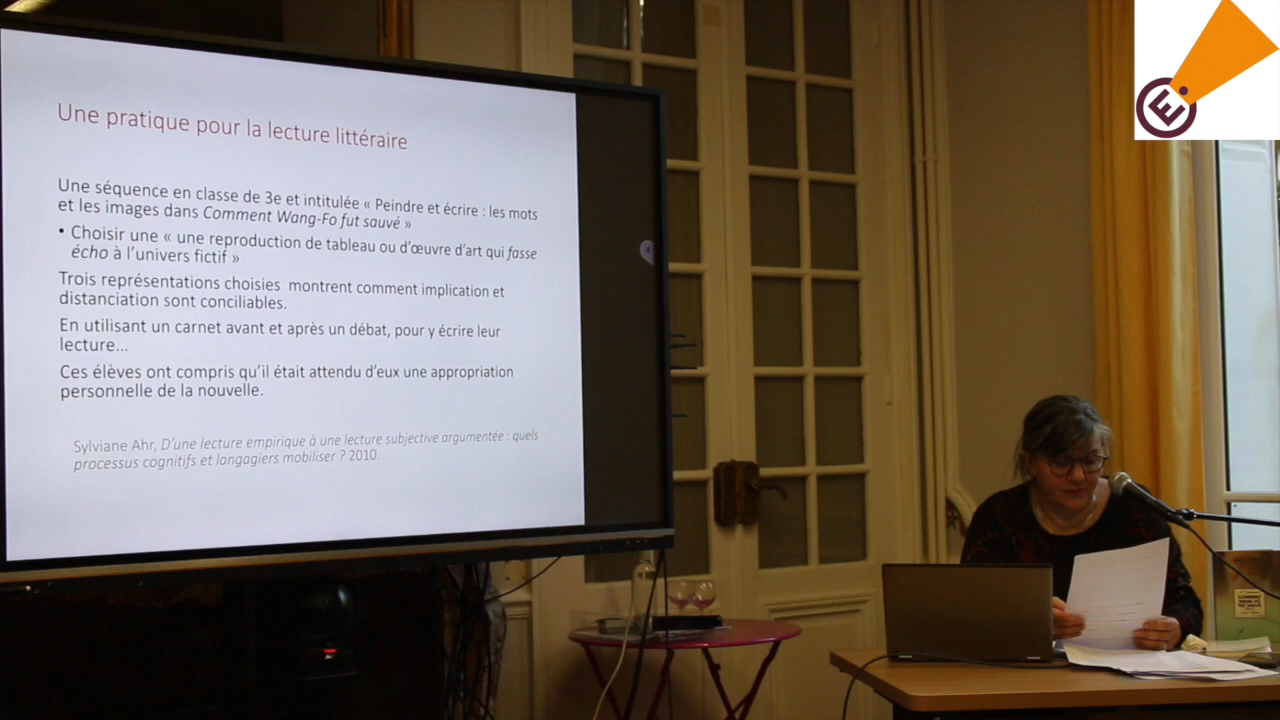 Une pratique pour la lecture littéraire
Une séquence en classe de 3e et intitulée « Peindre et écrire : les mots
et les images dans Comment Wang-Fo fut sauvé »
• Choisir une « une reproduction de tableau ou d’œuvre d’art qui fasse
écho à l’univers fictif »
Trois représentations choisies montrent comment implication et
distanciation sont conciliables.
En utilisant un carnet avant et après un débat, pour y écrire leur
lecture…
Ces élèves ont compris qu’il était attendu d’eux une appropriation
personnelle de la nouvelle.
Sylviane Ahr, D’une lecture empirique à une lecture subjective argumentée : quels
processus cognitifs et langagiers mobiliser ? 2010.
E